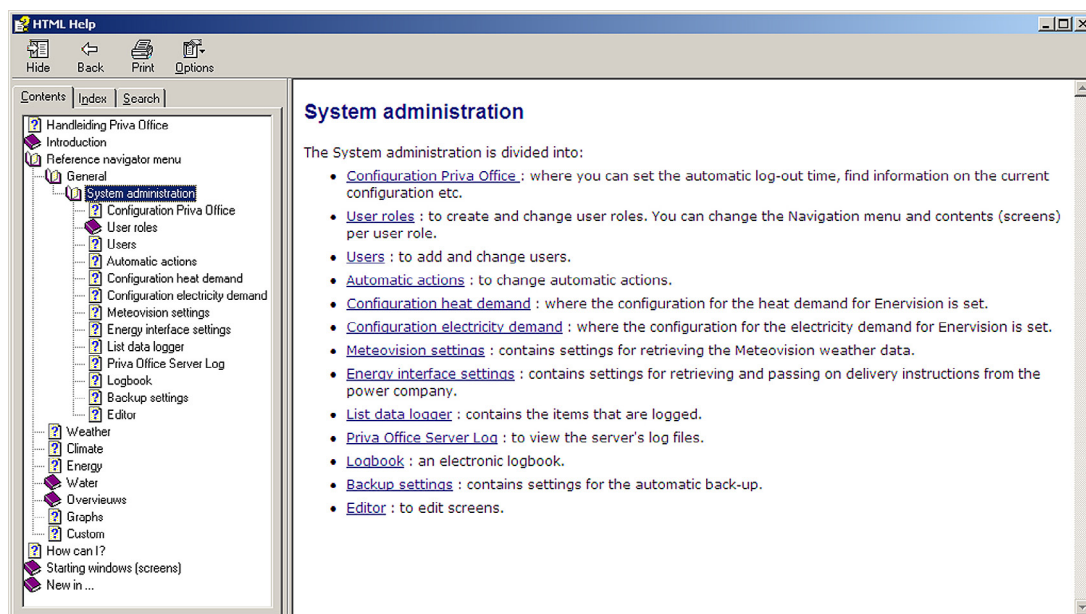 HTML Help
Hide Back Print Options
Contents Index Search
Handleiding Priva Office
Introduction
Reference navigator menu
General
System administration
Configuration Priva Office
User roles
Users
Automatic actions
Configuration heat demand
Configuration electricity demand
Meteovision settings
Energy interface settings
List data logger
Priva Office Server Log
Logbook
Backup settings
Editor
Weather
Climate
Energy
Water
Overvieuws
Graphs
Custom
How can I?
Starting windows (screens)
New in ...
System administration
The System administration is divided into:
• Configuration Priva Office : where you can set the automatic log-out time, find information on the current
configuration etc.
• User roles : to create and change user roles. You can change the Navigation menu and contents (screens)
per user role.
• Users : to add and change users.
• Automatic actions : to change automatic actions.
• Configuration heat demand : where the configuration for the heat demand for Enervision is set.
• Configuration electricity demand : where the configuration for the electricity demand for Enervision is set.
• Meteovision settings : contains settings for retrieving the Meteovision weather data.
• Energy interface settings : contains settings for retrieving and passing on delivery instructions from the
power company.
• List data logger : contains the items that are logged.
• Priva Office Server Log : to view the server's log files.
• Logbook : an electronic logbook.
• Backup settings : contains settings for the automatic back-up.
• Editor : to edit screens.